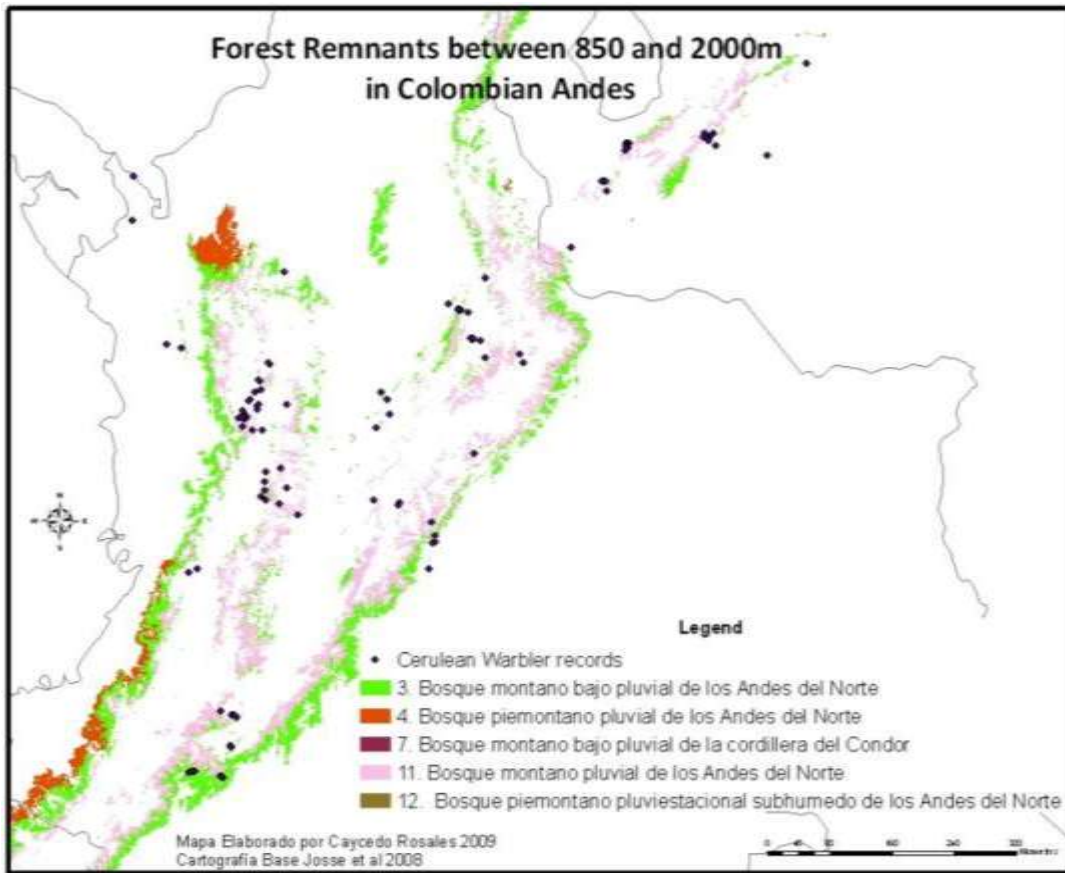 Forest Remnants between 850 and 2000m
in Colombian Andes
Legend
Cerulean Warbler records
3. Bosque montano bajo pluvial de los Andes del Norte
4. Bosque piemontano pluvial de los Andes del Norte
7. Bosque montano bajo pluvial de la cordillera del Condor
11. Bosque montano pluvial de los Andes del Norte
12. Bosque piemontano pluviestacional subhumedo de los Andes del Norte
Mapa Elaborado por Caycedo Rosales 2009
Cartografía Base Josse et al 2008